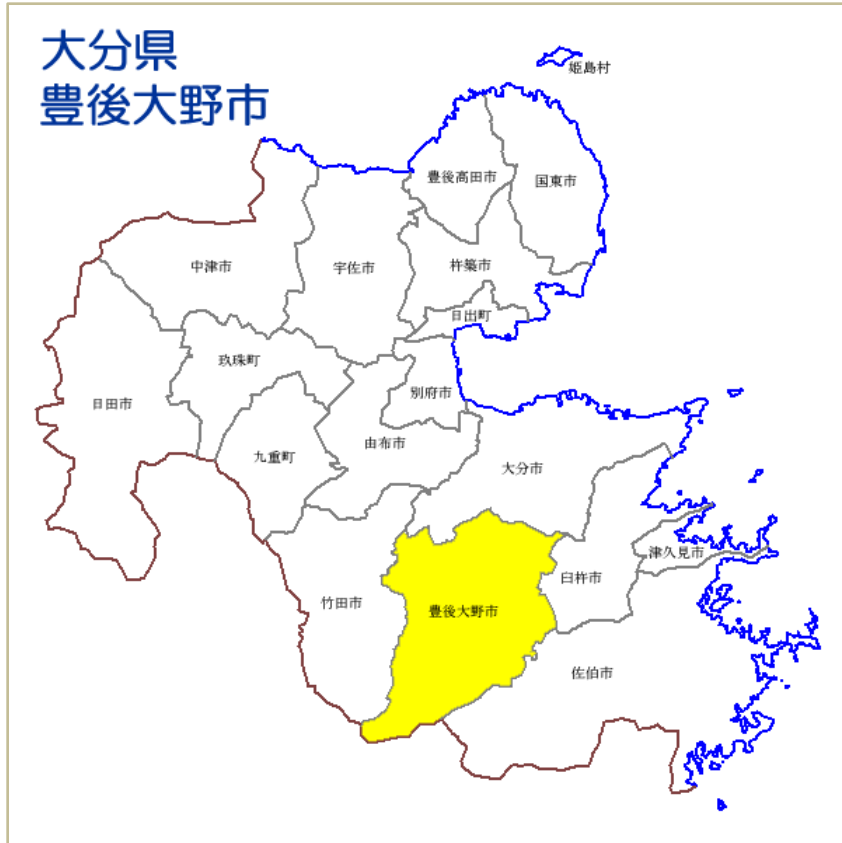 大分県
豊後大野市
姫島村
豊後高田市
国東市
中津市
宇佐市
杵築市
日出町
玖珠町
別府市
日田市
由布市
九重町
大分市
津久見市
臼杵市
竹田市
豊後大野市
佐伯市